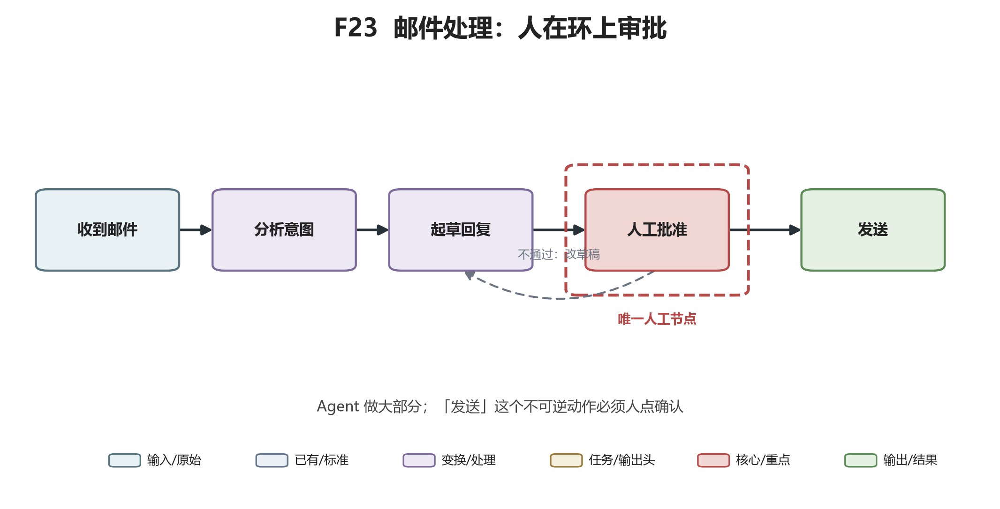 F23 邮件处理：人在环上审批
收到邮件
分析意图
起草回复
人工批准
发送
不通过：改草稿
唯一人工节点
Agent 做大部分；「发送」这个不可逆动作必须人点确认
输入/原始
已有/标准
变换/处理
任务/输出头
核心/重点
输出/结果